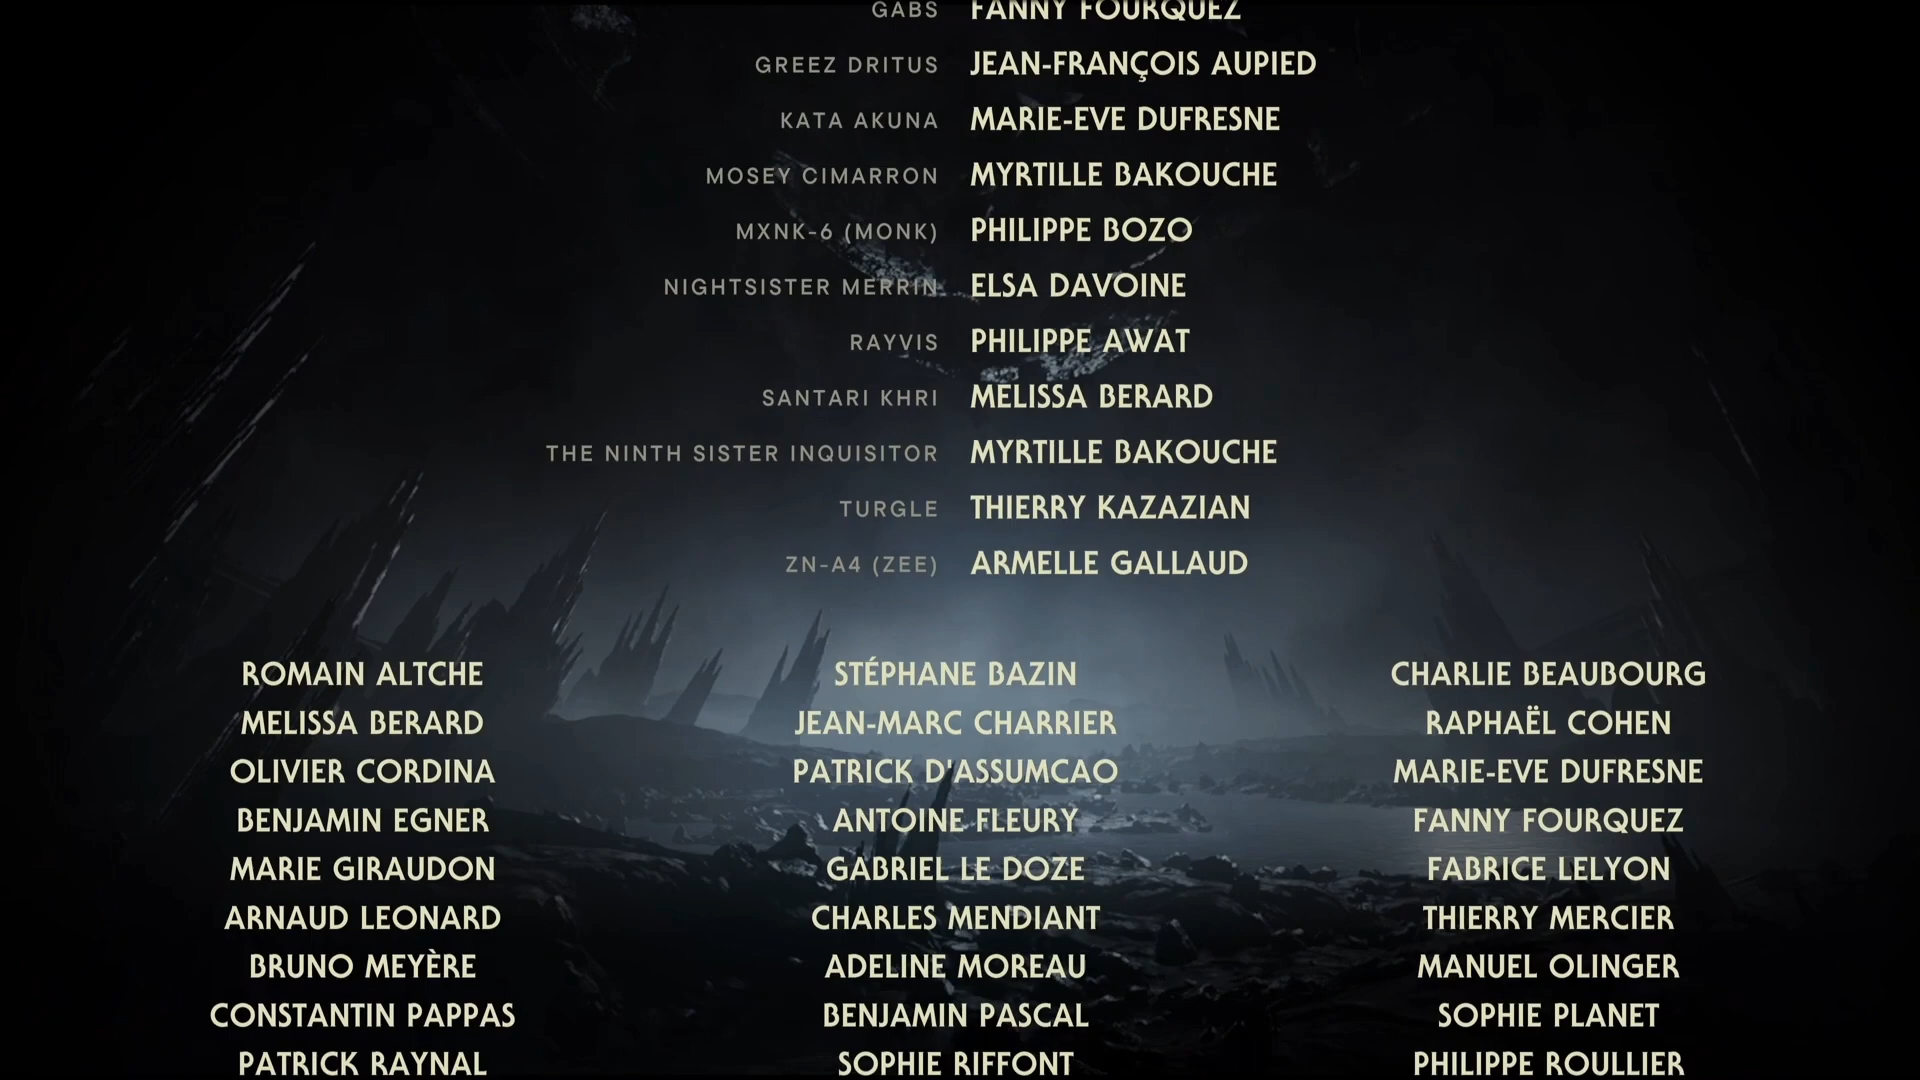 GABS FANNY FOURQUEZ
GREEZ DRITUS JEAN-FRANÇOIS AUPIED
KATA AKUNA MARIE-EVE DUFRESNE
MOSEY CIMARRON MYRTILLE BAKOUCHE
MXNK-6 (MONK) PHILIPPE BOZO
NIGHTSISTER MERRIN ELSA DAVOINE
RAYVIS PHILIPPE AWAT
SANTARI KHRI MELISSA BERARD
THE NINTH SISTER INQUISITOR MYRTILLE BAKOUCHE
TURGLE THIERRY KAZAZIAN
ZN-A4 (ZEE) ARMELLE GALLAUD
ROMAIN ALTCHE STÉPHANE BAZIN CHARLIE BEAUBOURG
MELISSA BERARD JEAN-MARC CHARRIER RAPHAËL COHEN
OLIVIER CORDINA PATRICK D'ASSUMCAO MARIE-EVE DUFRESNE
BENJAMIN EGNER ANTOINE FLEURY FANNY FOURQUEZ
MARIE GIRAUDON GABRIEL LE DOZE FABRICE LELYON
ARNAUD LEONARD CHARLES MENDIANT THIERRY MERCIER
BRUNO MEYÈRE ADELINE MOREAU MANUEL OLINGER
CONSTANTIN PAPPAS BENJAMIN PASCAL SOPHIE PLANET
PATRICK RAYNAL SOPHIE RIFFONT PHILIPPE ROULLIER